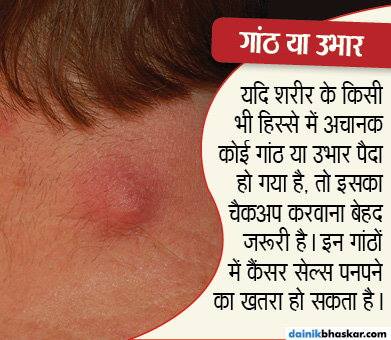 गांठ या उभार
यदि शरीर के किसी
भी हिस्से में अचानक
कोई गांठ या उभार पैदा
हो गया है, तो इसका
चैकअप करवाना बेहद
जरूरी है। इन गांठों
में कैंसर सेल्स पनपने
का खतरा हो सकता है।
dainikbhaskar.com